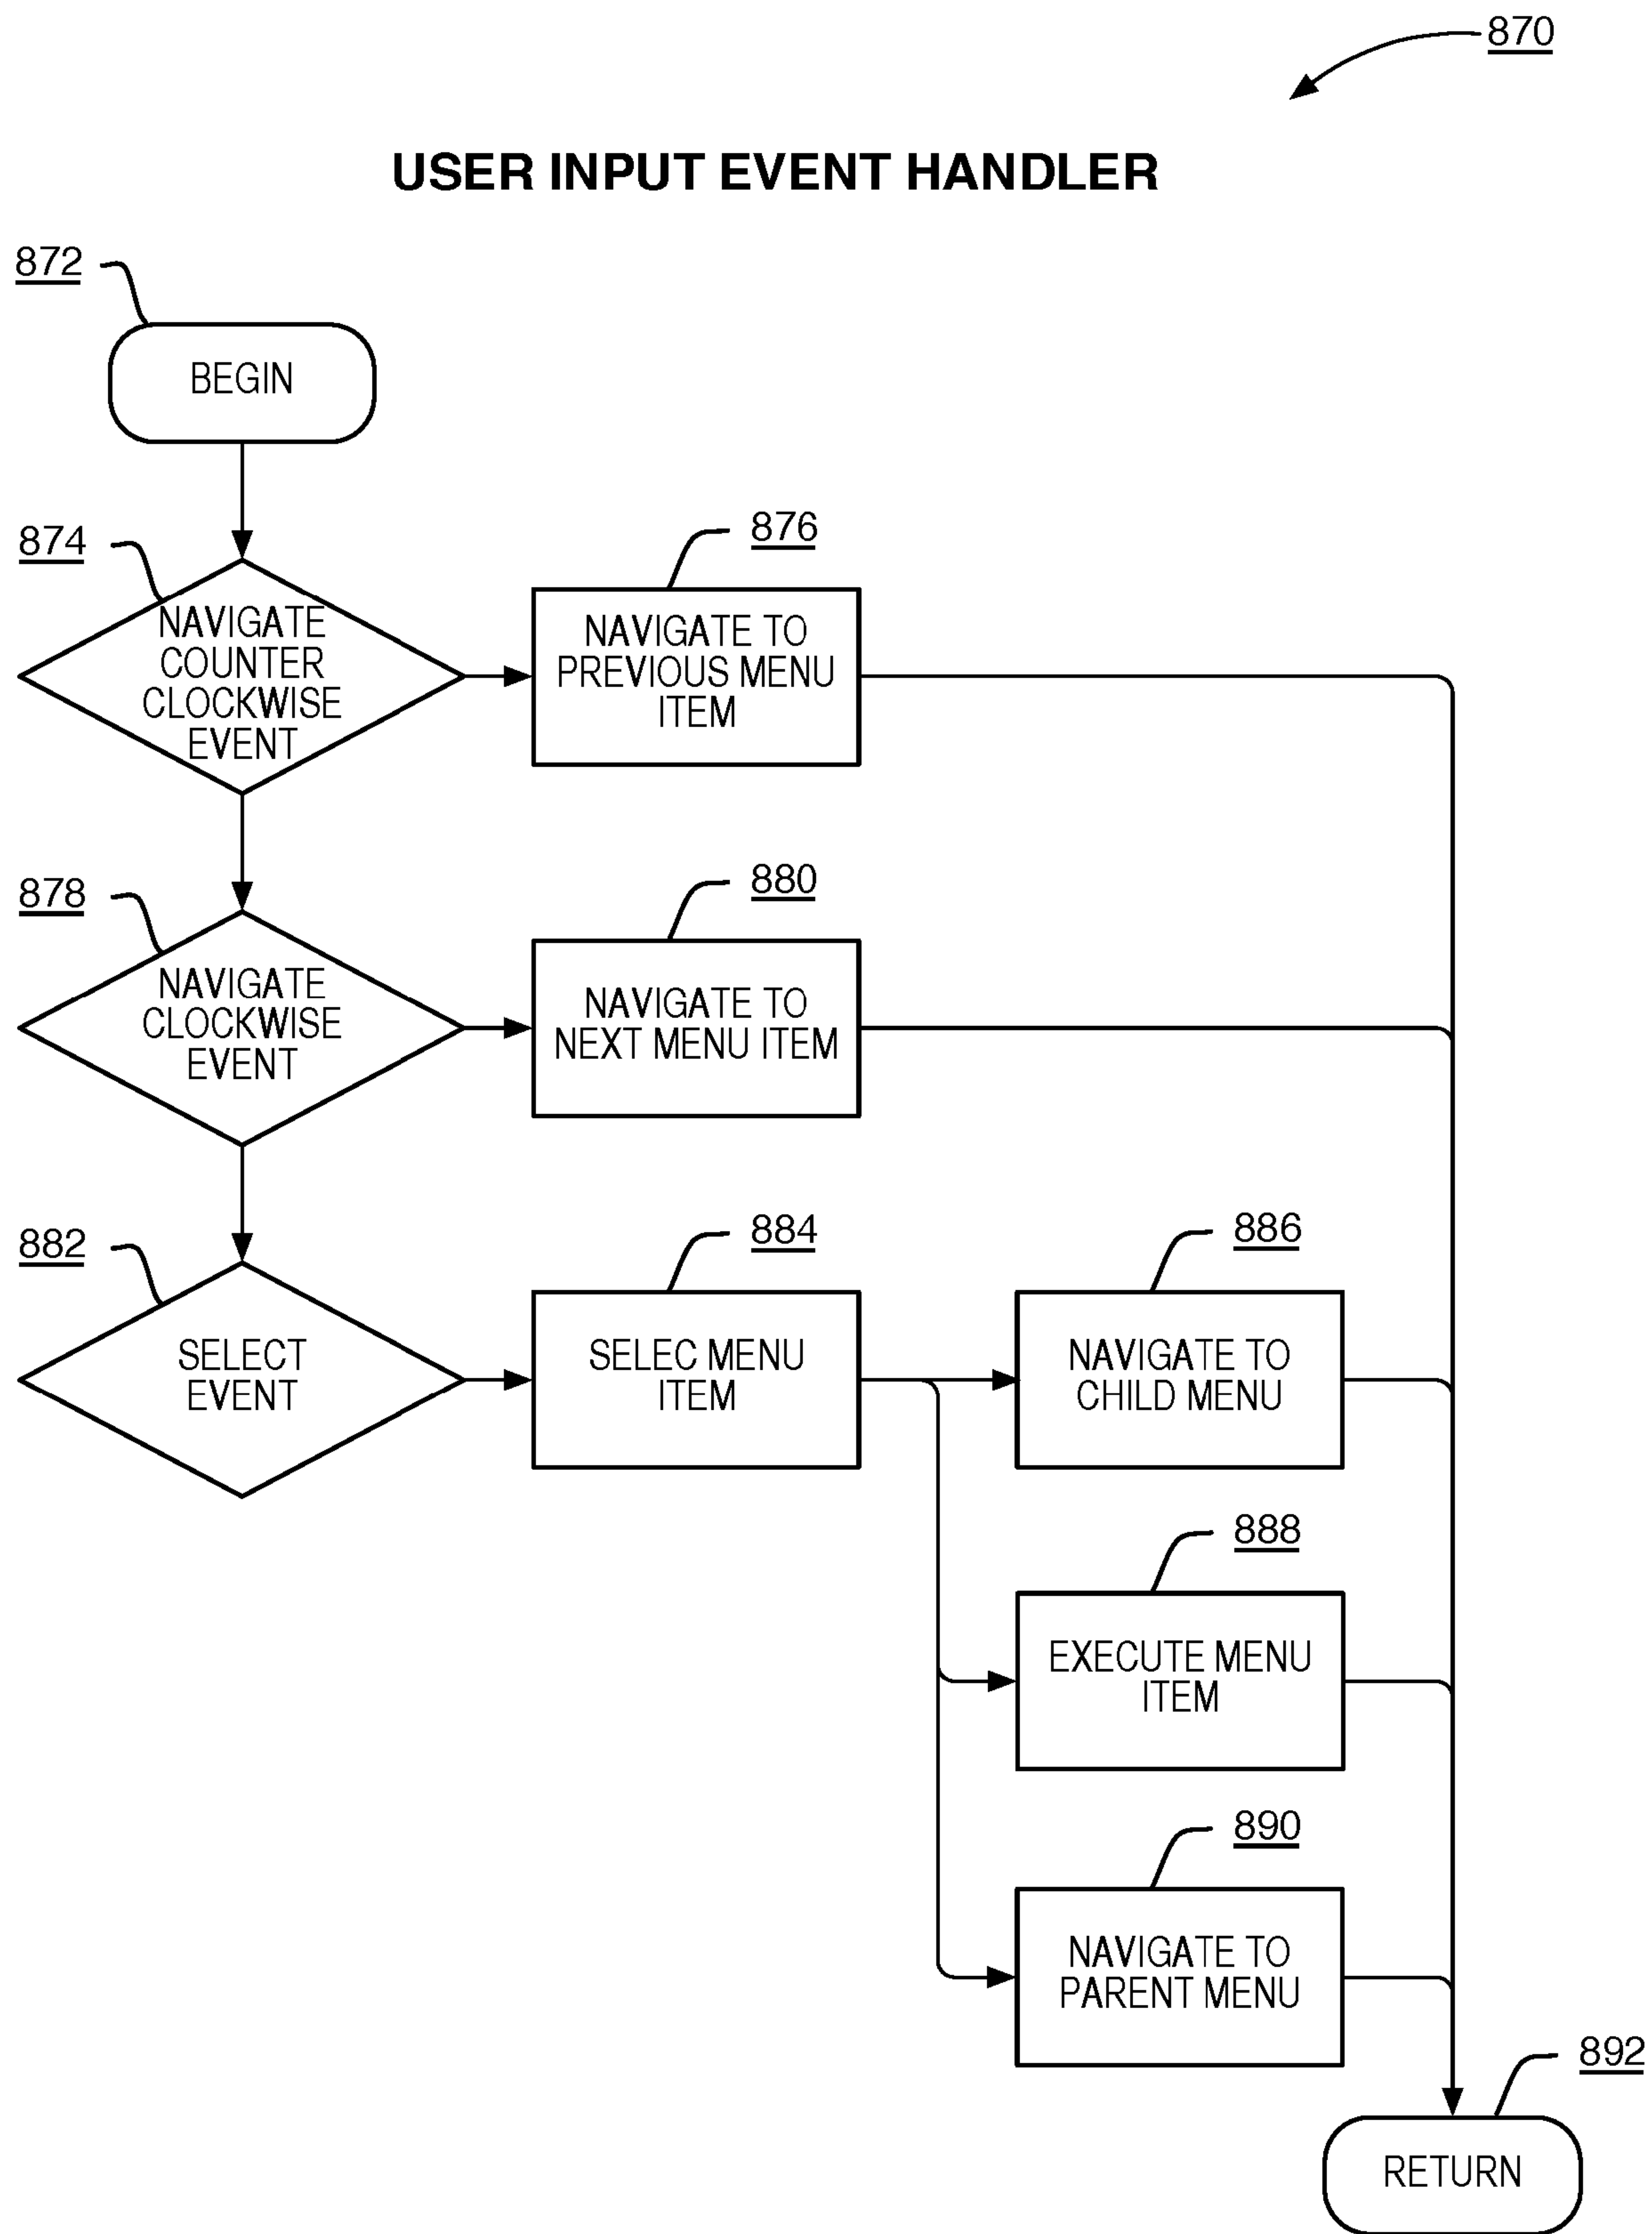 870
USER INPUT EVENT HANDLER
872
BEGIN
874
NAVIGATE
COUNTER
CLOCKWISE
EVENT
876
NAVIGATE TO
PREVIOUS MENU
ITEM
878
NAVIGATE
CLOCKWISE
EVENT
880
NAVIGATE TO
NEXT MENU ITEM
882
SELECT
EVENT
884
SELEC MENU
ITEM
886
NAVIGATE TO
CHILD MENU
888
EXECUTE MENU
ITEM
890
NAVIGATE TO
PARENT MENU
892
RETURN